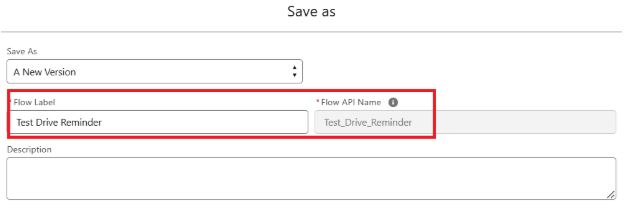 Save as
Save As
A New Version
*Flow Label
*Flow API Name
Test Drive Reminder
Test_Drive_Reminder
Description